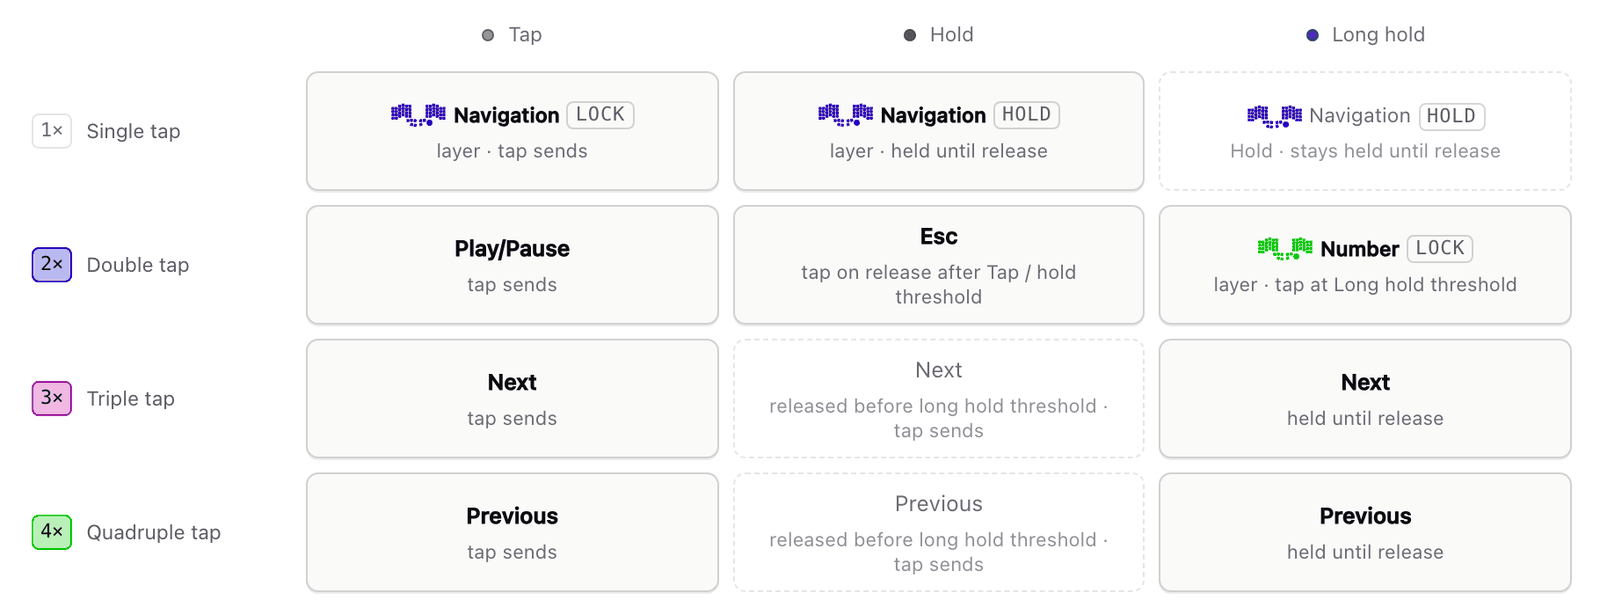 Tap Hold Long hold
1× Single tap
Navigation LOCK
layer · tap sends
Navigation HOLD
layer · held until release
Navigation HOLD
Hold · stays held until release
2× Double tap
Play/Pause
tap sends
Esc
tap on release after Tap / hold
threshold
Number LOCK
layer · tap at Long hold threshold
3× Triple tap
Next
tap sends
Next
released before long hold threshold ·
tap sends
Next
held until release
4× Quadruple tap
Previous
tap sends
Previous
released before long hold threshold ·
tap sends
Previous
held until release